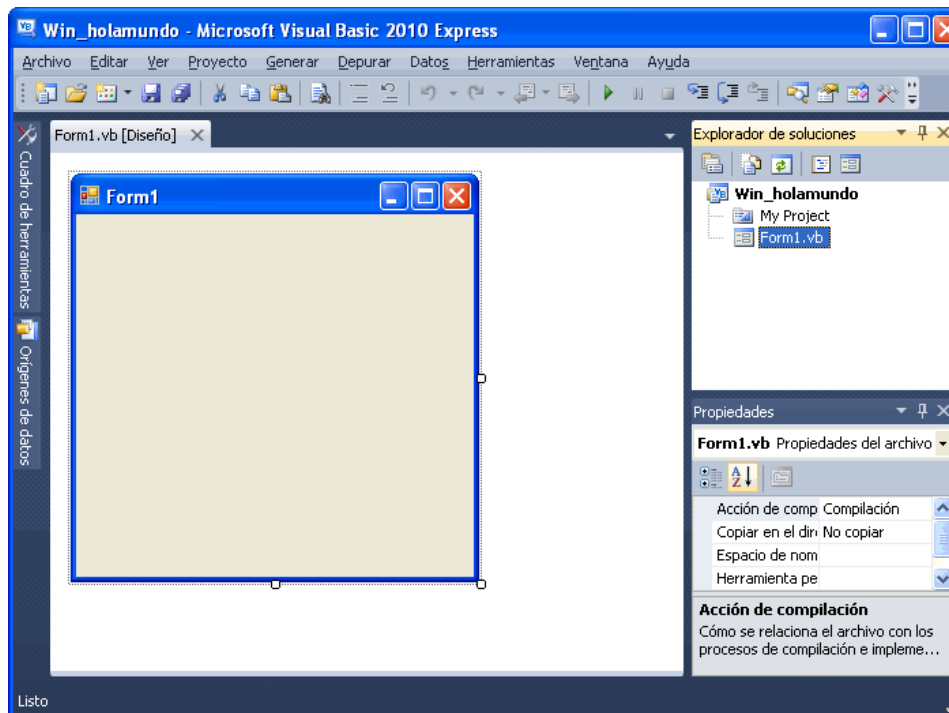 Win_holamundo - Microsoft Visual Basic 2010 Express
Archivo Editar Ver Proyecto Generar Depurar Datos Herramientas Ventana Ayuda
Form1.vb [Diseño]
Cuadro de herramientas
Orígenes de datos
Form1
Explorador de soluciones
Win_holamundo
My Project
Form1.vb
Propiedades
Form1.vb Propiedades del archivo
Acción de comp Compilación
Copiar en el dir No copiar
Espacio de nom
Herramienta pe
Acción de compilación
Cómo se relaciona el archivo con los
procesos de compilación e impleme...
Listo